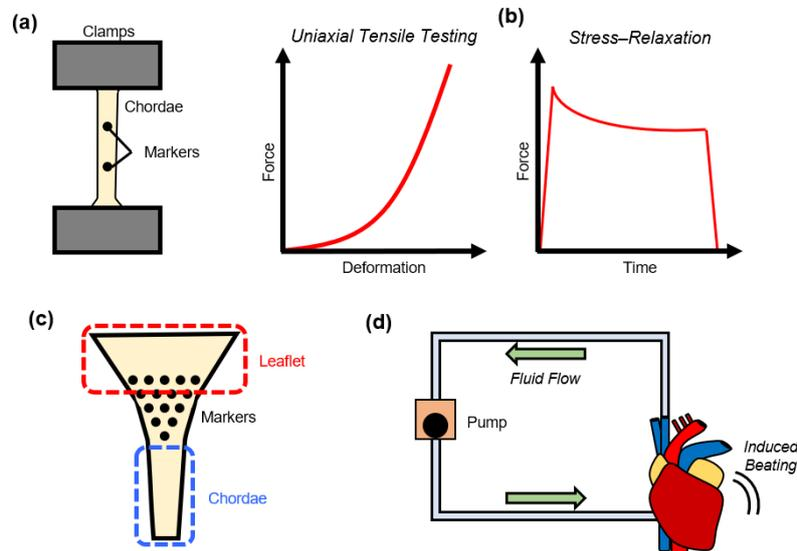 (a)
Clamps
Chordae
Markers
Uniaxial Tensile Testing
Force
Deformation
(b)
Stress–Relaxation
Force
Time
(c)
Leaflet
Markers
Chordae
(d)
Fluid Flow
Pump
Induced
Beating